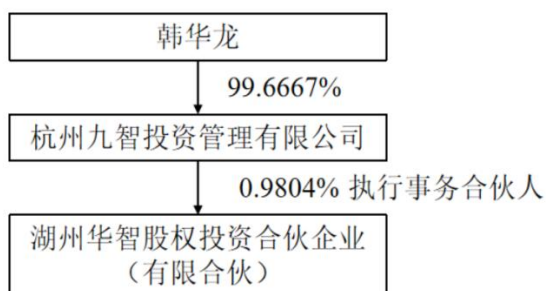 韩华龙
99.6667%
杭州九智投资管理有限公司
0.9804% 执行事务合伙人
湖州华智股权投资合伙企业
（有限合伙）